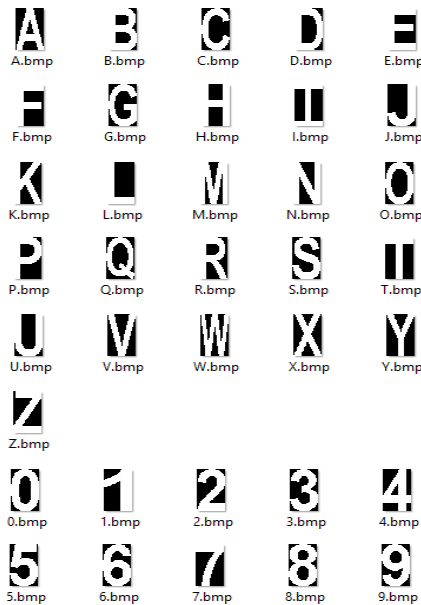 A B C D E
A.bmp B.bmp C.bmp D.bmp E.bmp
F G H I J
F.bmp G.bmp H.bmp I.bmp J.bmp
K L M N O
K.bmp L.bmp M.bmp N.bmp O.bmp
P Q R S T
P.bmp Q.bmp R.bmp S.bmp T.bmp
U V W X Y
U.bmp V.bmp W.bmp X.bmp Y.bmp
Z
Z.bmp
0 1 2 3 4
0.bmp 1.bmp 2.bmp 3.bmp 4.bmp
5 6 7 8 9
5.bmp 6.bmp 7.bmp 8.bmp 9.bmp